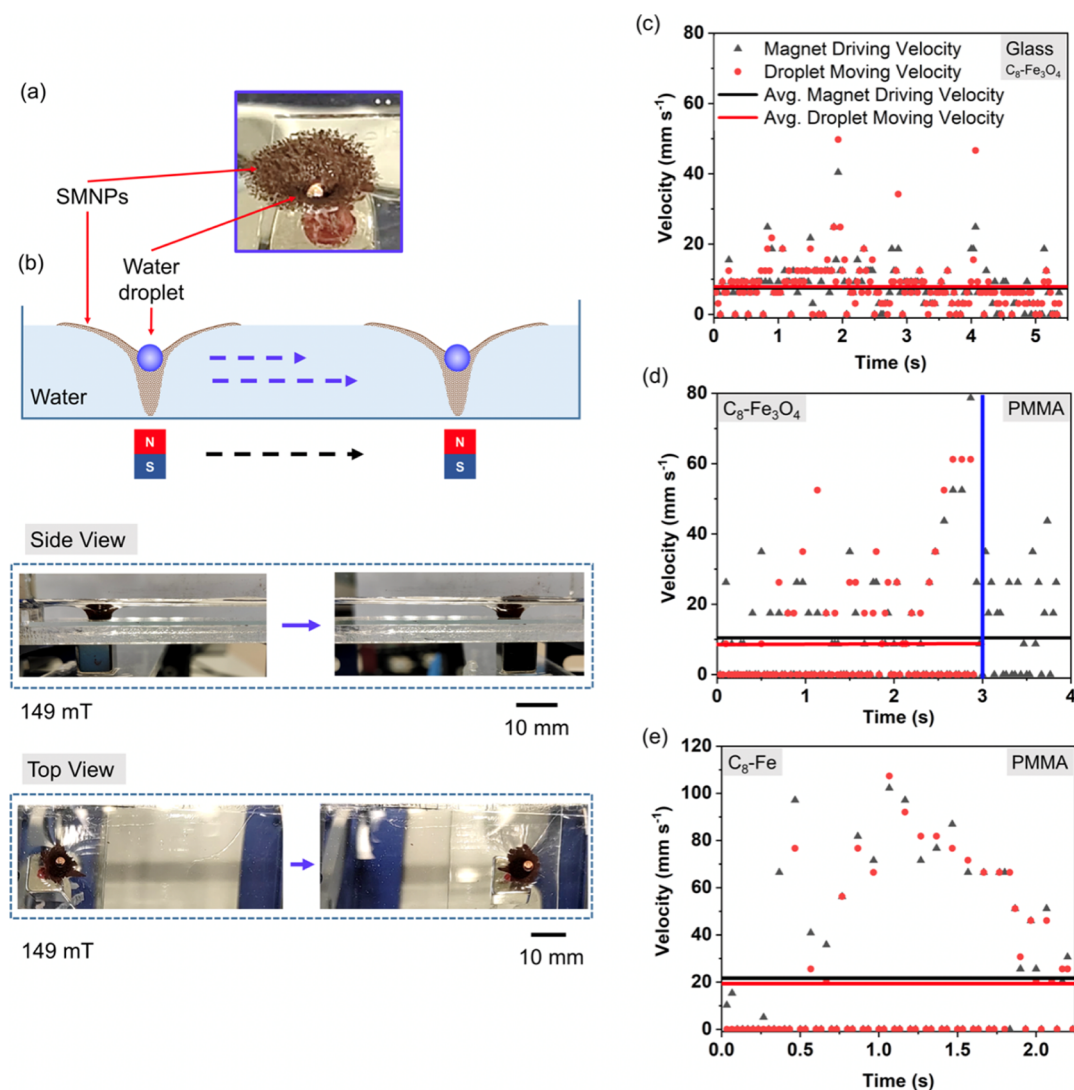 (a)
SMNPs
(b)
Water
droplet
Water
N
S
N
S
Side View
149 mT
10 mm
Top View
149 mT
10 mm
(c)
80
60
40
20
0
Velocity (mm s⁻¹)
Magnet Driving Velocity
Droplet Moving Velocity
Avg. Magnet Driving Velocity
Avg. Droplet Moving Velocity
Glass
C₈-Fe₃O₄
0 1 2 3 4 5
Time (s)
(d)
80
60
40
20
0
Velocity (mm s⁻¹)
C₈-Fe₃O₄
PMMA
0 1 2 3 4
Time (s)
(e)
120
100
80
60
40
20
0
Velocity (mm s⁻¹)
C₈-Fe
PMMA
0.0 0.5 1.0 1.5 2.0
Time (s)